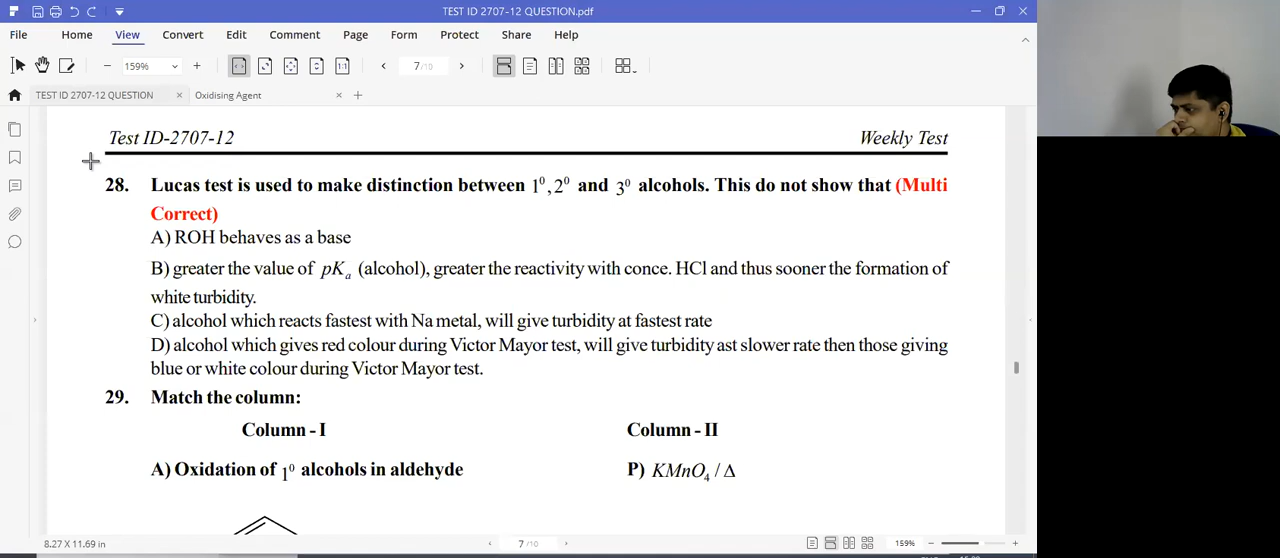 TEST ID 2707-12 QUESTION.pdf
File Home View Convert Edit Comment Page Form Protect Share Help
159% 7/10 1:1
TEST ID 2707-12 QUESTION × Oxidising Agent × +
Test ID-2707-12 Weekly Test
28. Lucas test is used to make distinction between 1⁰, 2⁰ and 3⁰ alcohols. This do not show that (Multi
Correct)
A) ROH behaves as a base
B) greater the value of pKₐ (alcohol), greater the reactivity with conce. HCl and thus sooner the formation of
white turbidity.
C) alcohol which reacts fastest with Na metal, will give turbidity at fastest rate
D) alcohol which gives red colour during Victor Mayor test, will give turbidity ast slower rate then those giving
blue or white colour during Victor Mayor test.
29. Match the column:
Column - I Column - II
A) Oxidation of 1⁰ alcohols in aldehyde P) KMnO₄ / Δ
8.27 X 11.69 in 7/10 159%